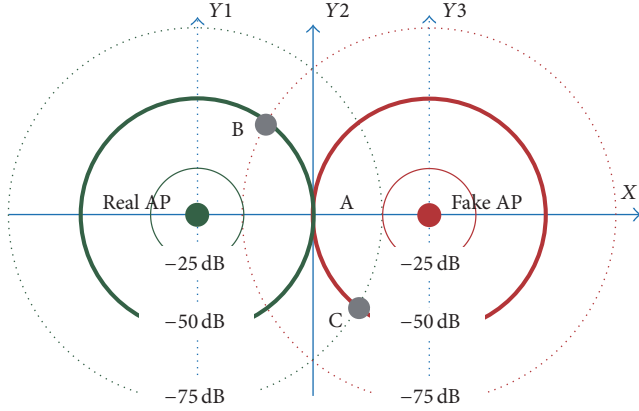 Y1
Y2
Y3
B
X
Real AP
A
Fake AP
−25 dB
−25 dB
−50 dB
C
−50 dB
−75 dB
−75 dB